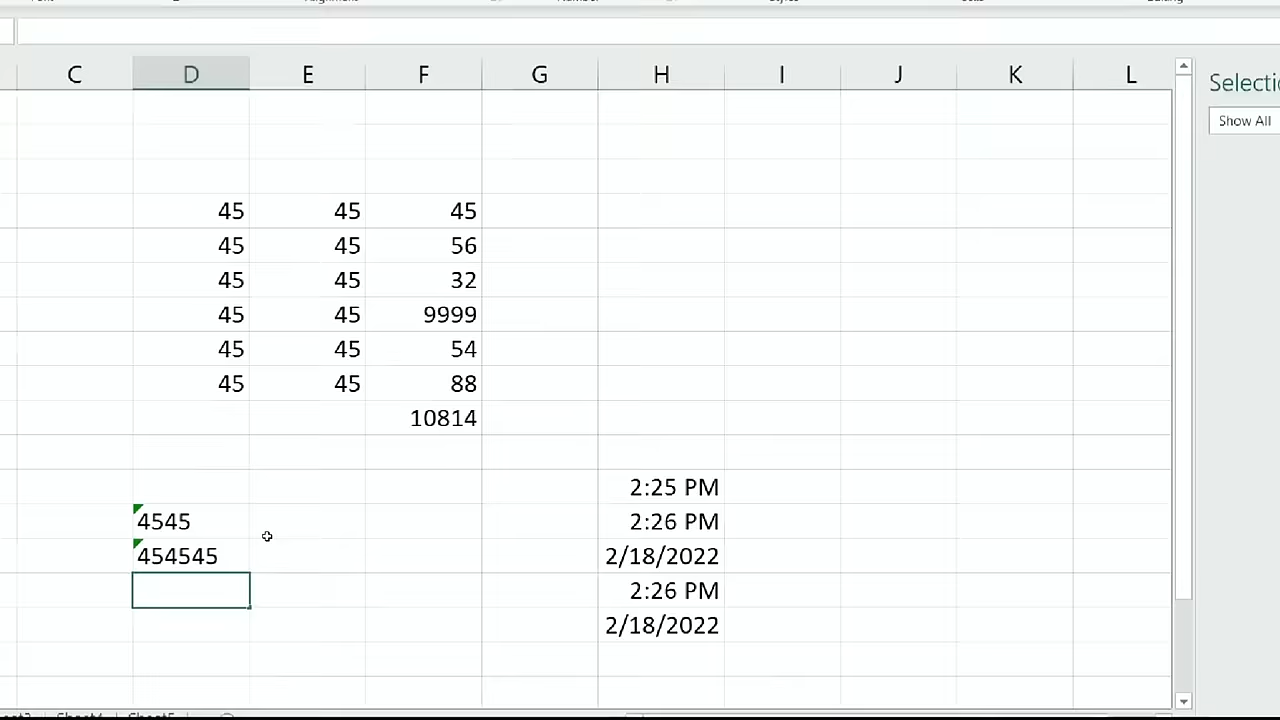 C D E F G H I J K L
Selectio
Show All
45 45 45
45 45 56
45 45 32
45 45 9999
45 45 54
45 45 88
10814
2:25 PM
4545 2:26 PM
454545 2/18/2022
2:26 PM
2/18/2022